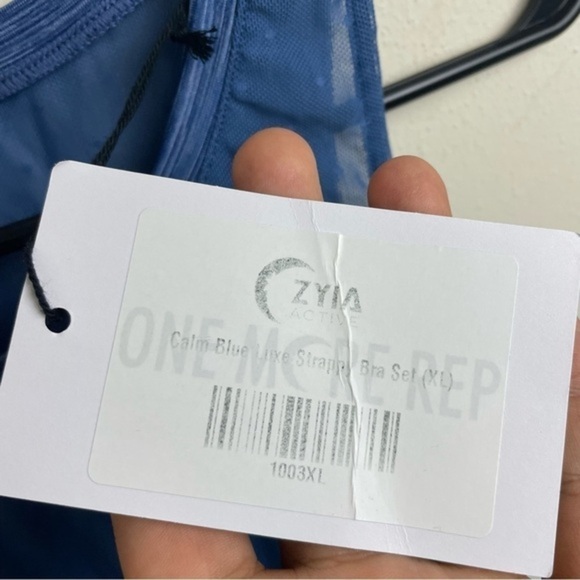 ZYIA
ACTIVE
ONE MORE REP
Calm Blue Luxe Strappy Bra Set (XL)
1003XL